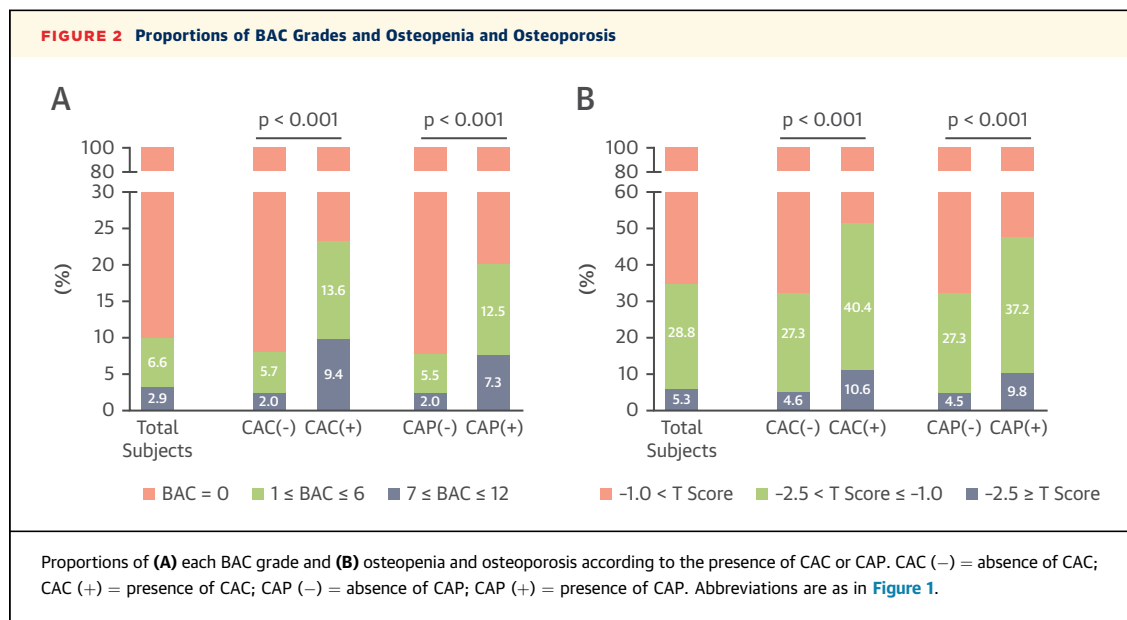 FIGURE 2 Proportions of BAC Grades and Osteopenia and Osteoporosis
A
p < 0.001
p < 0.001
100
80
30
25
20
15
10
5
0
(%)
6.6
2.9
5.7
2.0
13.6
9.4
5.5
2.0
12.5
7.3
Total
Subjects
CAC(-)
CAC(+)
CAP(-)
CAP(+)
BAC = 0
1 ≤ BAC ≤ 6
7 ≤ BAC ≤ 12
B
p < 0.001
p < 0.001
100
80
60
50
40
30
20
10
0
(%)
28.8
5.3
27.3
4.6
40.4
10.6
27.3
4.5
37.2
9.8
Total
Subjects
CAC(-)
CAC(+)
CAP(-)
CAP(+)
-1.0 < T Score
-2.5 < T Score ≤ -1.0
-2.5 ≥ T Score
Proportions of (A) each BAC grade and (B) osteopenia and osteoporosis according to the presence of CAC or CAP. CAC (−) = absence of CAC;
CAC (+) = presence of CAC; CAP (−) = absence of CAP; CAP (+) = presence of CAP. Abbreviations are as in Figure 1.